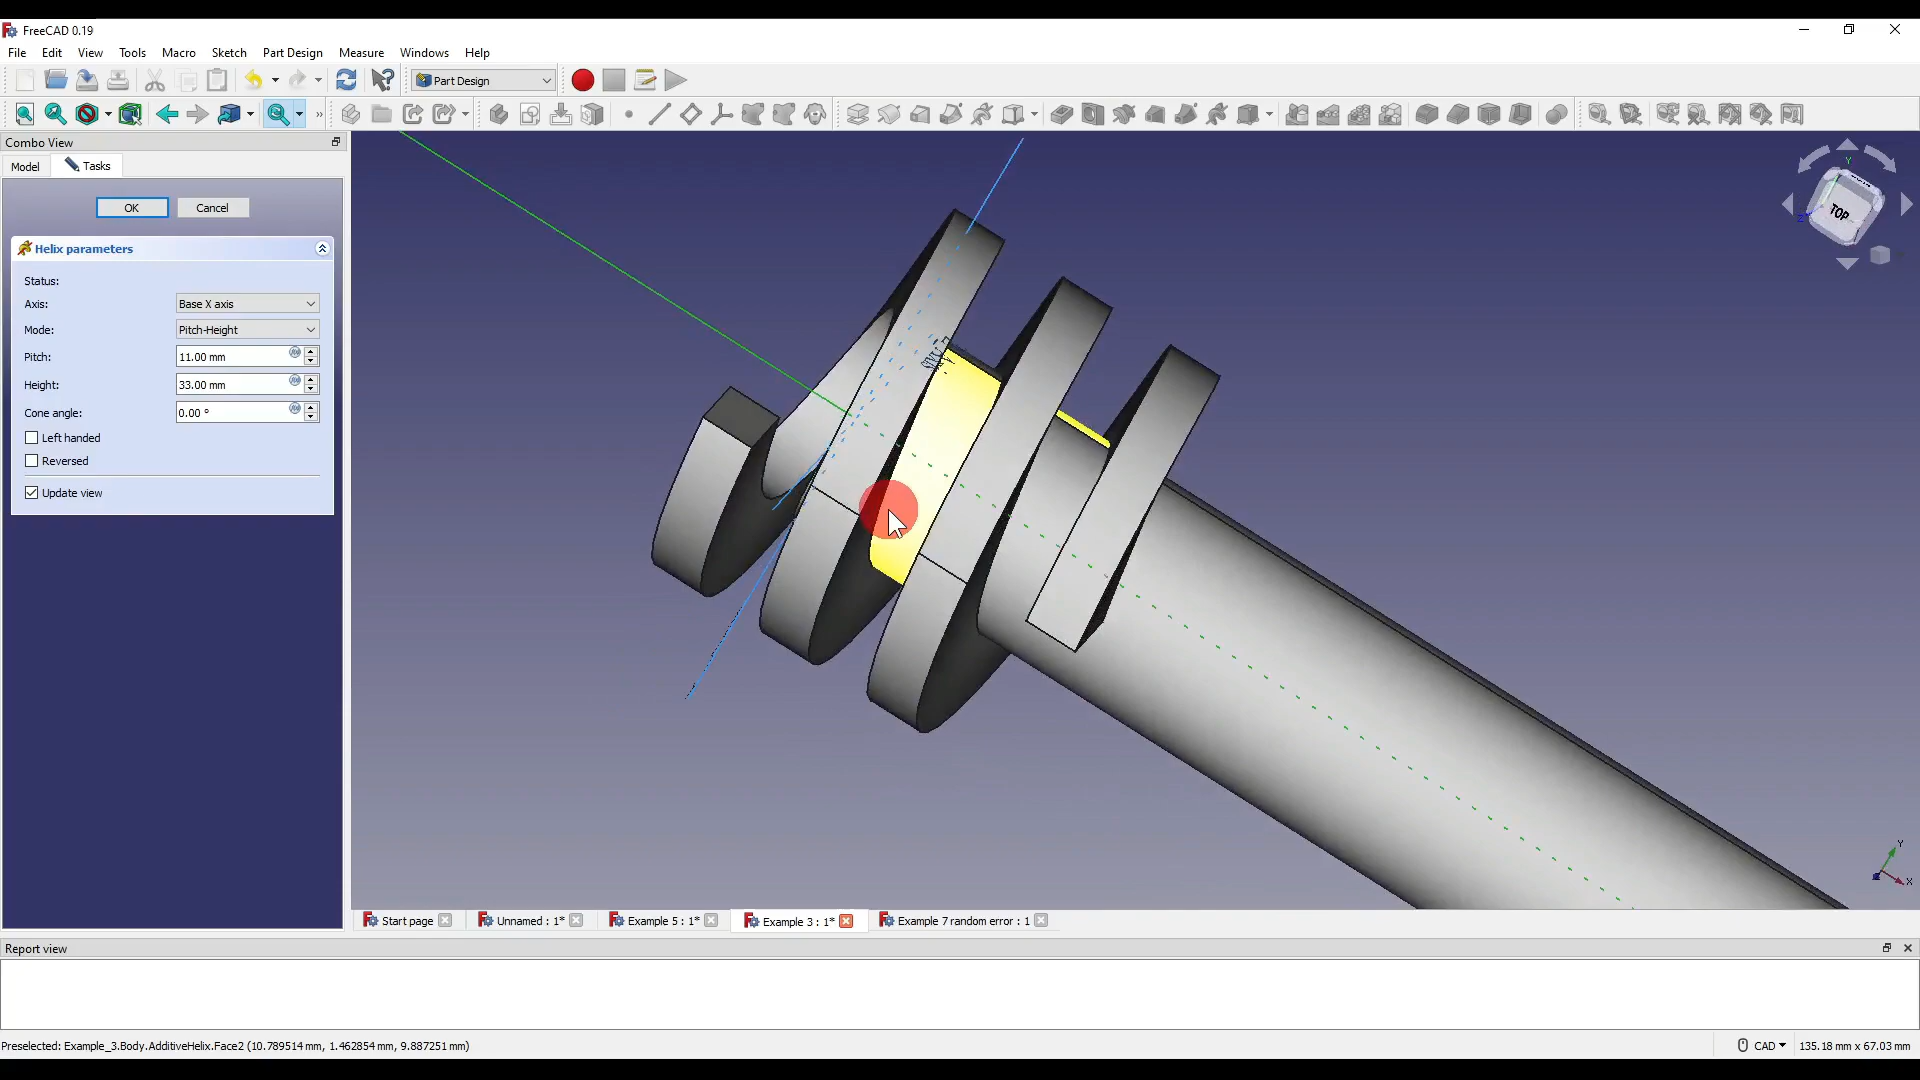 FreeCAD 0.19
File Edit View Tools Macro Sketch Part Design Measure Windows Help
Part Design
Combo View
Model Tasks
OK Cancel
Helix parameters
Status:
Axis: Base X axis
Mode: Pitch-Height
Pitch: 11.00 mm
Height: 33.00 mm
Cone angle: 0.00 °
Left handed
Reversed
Update view
Y
TOP
Z
Y
X
Start page Unnamed : 1* Example 5 : 1* Example 3 : 1* Example 7 random error : 1
Report view
Preselected: Example_3.Body.AdditiveHelix.Face2 (10.789514 mm, 1.462854 mm, 9.887251 mm) CAD 135.18 mm x 67.03 mm